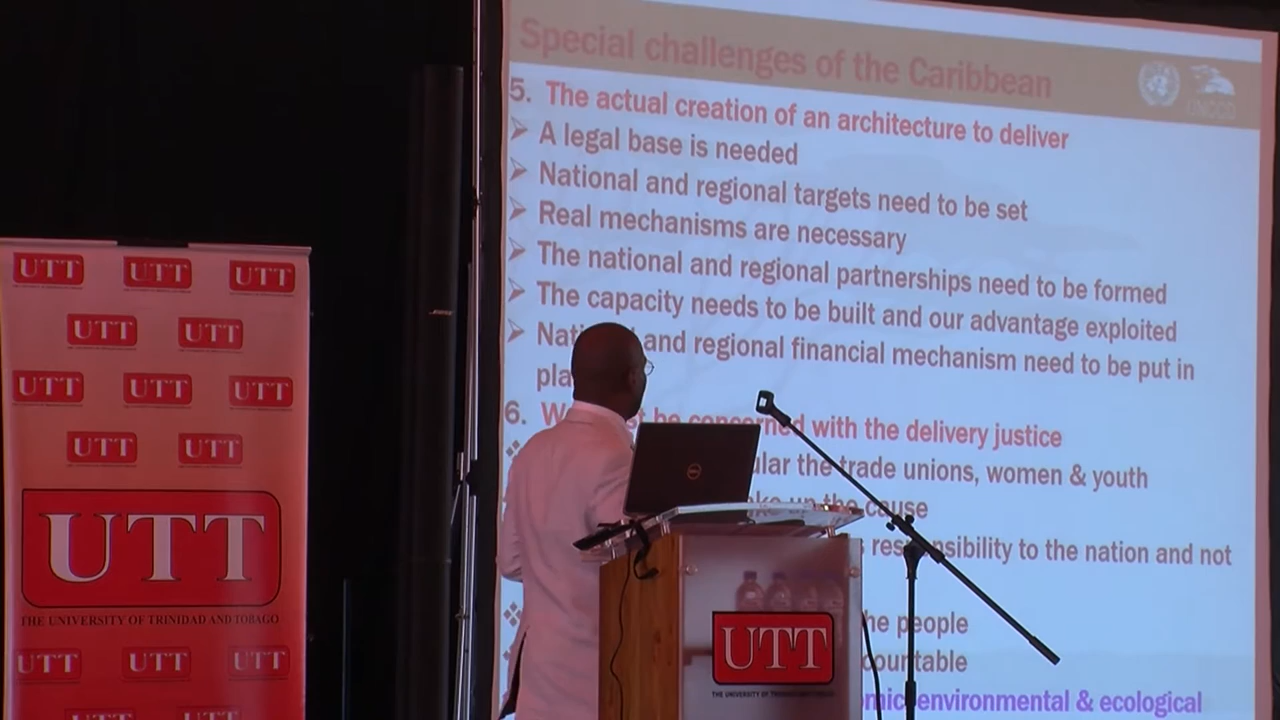 Special challenges of the Caribbean
UNCCD
5. The actual creation of an architecture to deliver
A legal base is needed
National and regional targets need to be set
Real mechanisms are necessary
The national and regional partnerships need to be formed
The capacity needs to be built and our advantage exploited
and regional financial mechanism need to be put in
6. concerned with the delivery justice
the trade unions, women & youth
up the cause
responsibility to the nation and not
people
environmental & ecological
UTT UTT UTT
UTT UTT
UTT UTT UTT
UTT UTT
UTT
THE UNIVERSITY OF TRINIDAD AND TOBAGO
UTT UTT UTT
UTT UTT
UTT
THE UNIVERSITY OF TRINIDAD AND TOBAGO